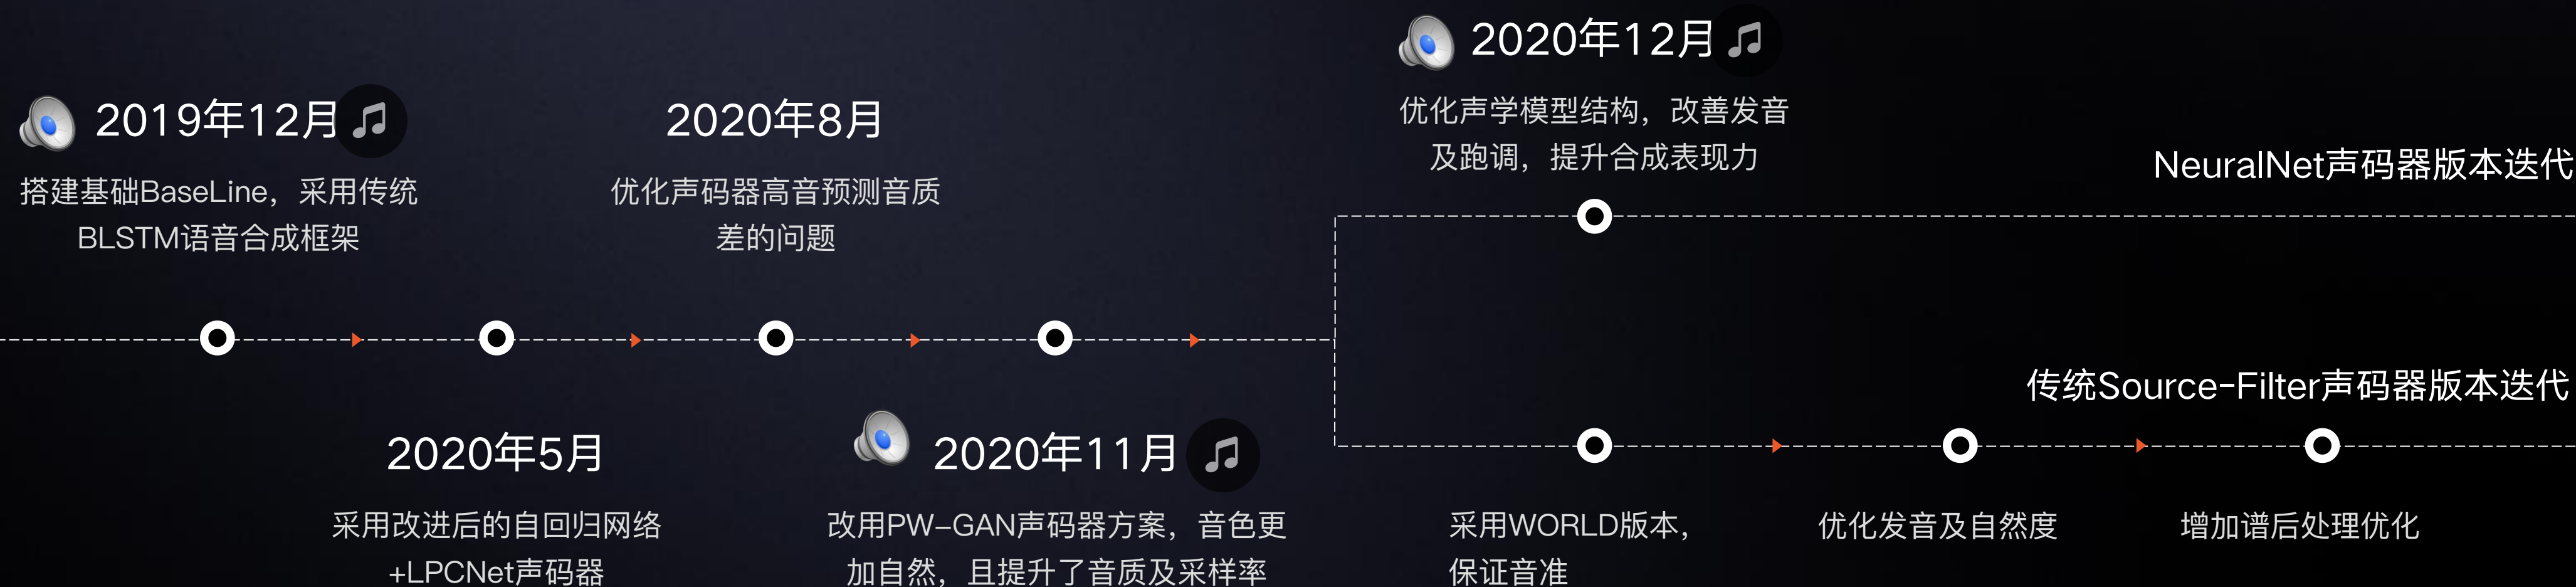 2019年12月
搭建基础BaseLine，采用传统
BLSTM语音合成框架
2020年5月
采用改进后的自回归网络
+LPCNet声码器
2020年8月
优化声码器高音预测音质
差的问题
2020年11月
改用PW-GAN声码器方案，音色更
加自然，且提升了音质及采样率
2020年12月
优化声学模型结构，改善发音
及跑调，提升合成表现力
NeuralNet声码器版本迭代
传统Source-Filter声码器版本迭代
采用WORLD版本，
保证音准
优化发音及自然度
增加谱后处理优化